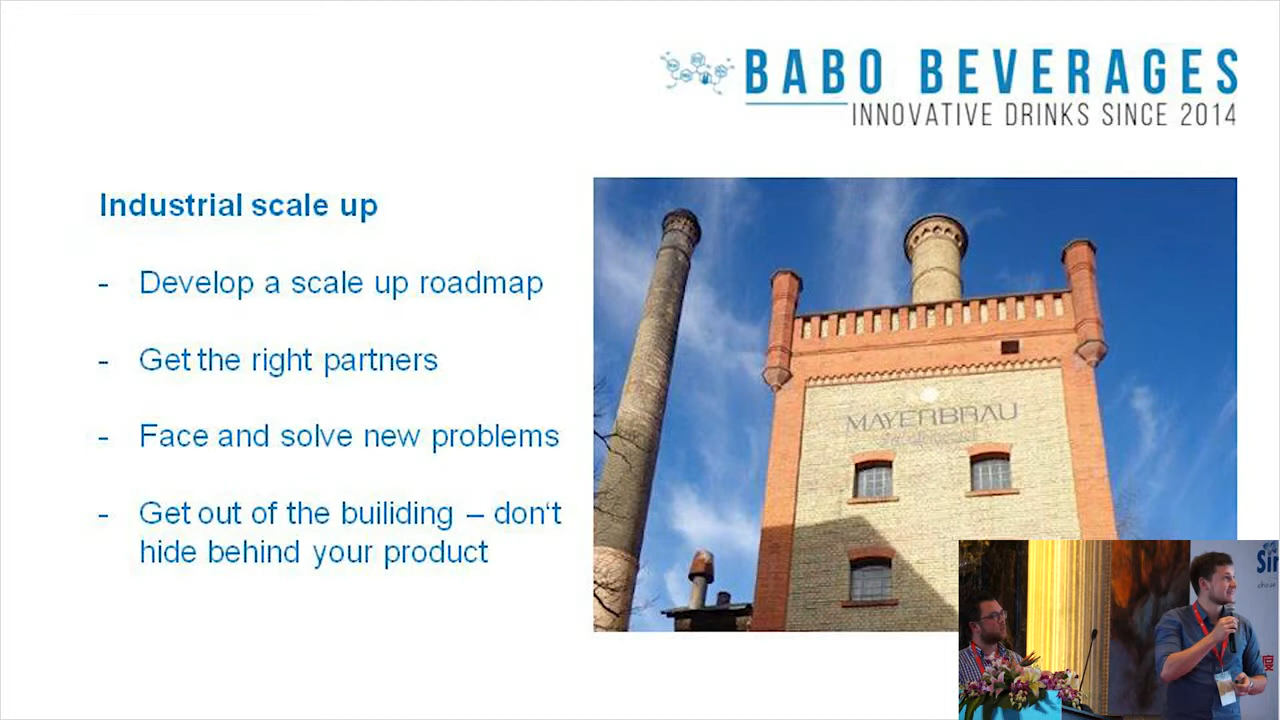 BABO BEVERAGES
INNOVATIVE DRINKS SINCE 2014
Industrial scale up
- Develop a scale up roadmap
- Get the right partners
- Face and solve new problems
- Get out of the builiding – don‘t
hide behind your product
MAYERBRÄU